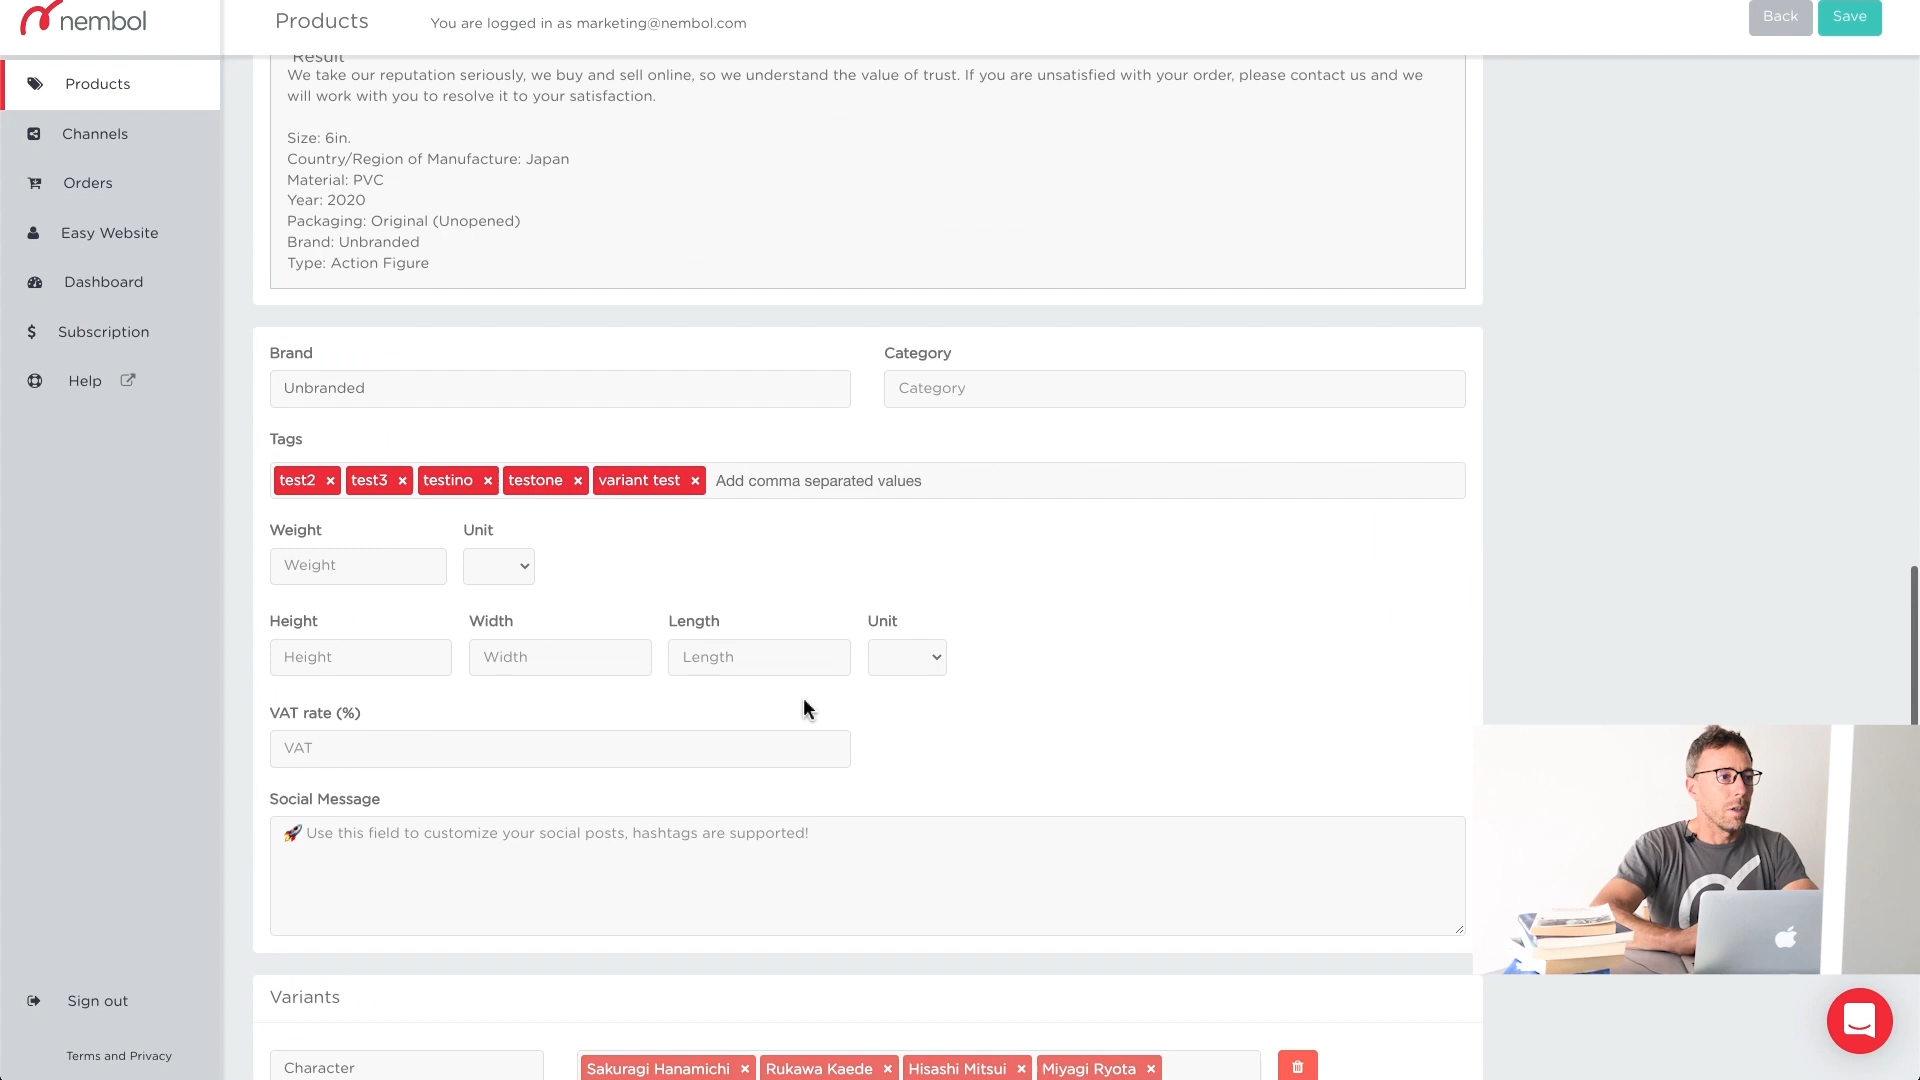 nembol
Products
You are logged in as marketing@nembol.com
Back
Save
Products
Channels
Orders
Easy Website
Dashboard
Subscription
Help
Result
We take our reputation seriously, we buy and sell online, so we understand the value of trust. If you are unsatisfied with your order, please contact us and we
will work with you to resolve it to your satisfaction.
Size: 6in.
Country/Region of Manufacture: Japan
Material: PVC
Year: 2020
Packaging: Original (Unopened)
Brand: Unbranded
Type: Action Figure
Brand
Category
Unbranded
Category
Tags
test2 × test3 × testino × testone × variant test × Add comma separated values
Weight
Unit
Weight
Height
Width
Length
Unit
Height
Width
Length
VAT rate (%)
VAT
Social Message
🚀 Use this field to customize your social posts, hashtags are supported!
Variants
Character
Sakuragi Hanamichi × Rukawa Kaede × Hisashi Mitsui × Miyagi Ryota ×
Sign out
Terms and Privacy